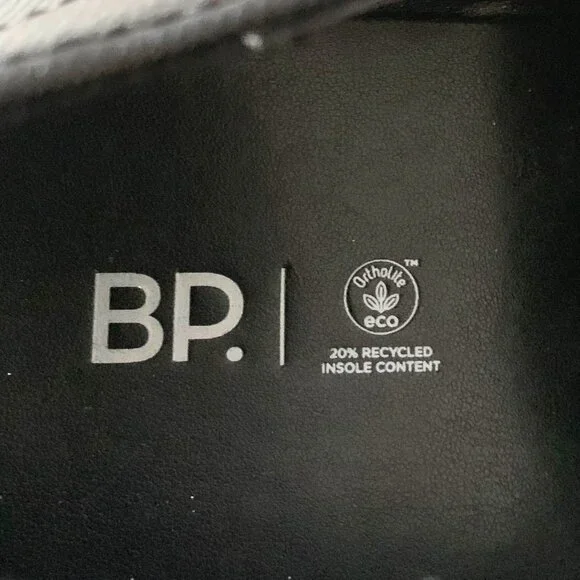 BP.
Ortholite™
eco
20% RECYCLED
INSOLE CONTENT